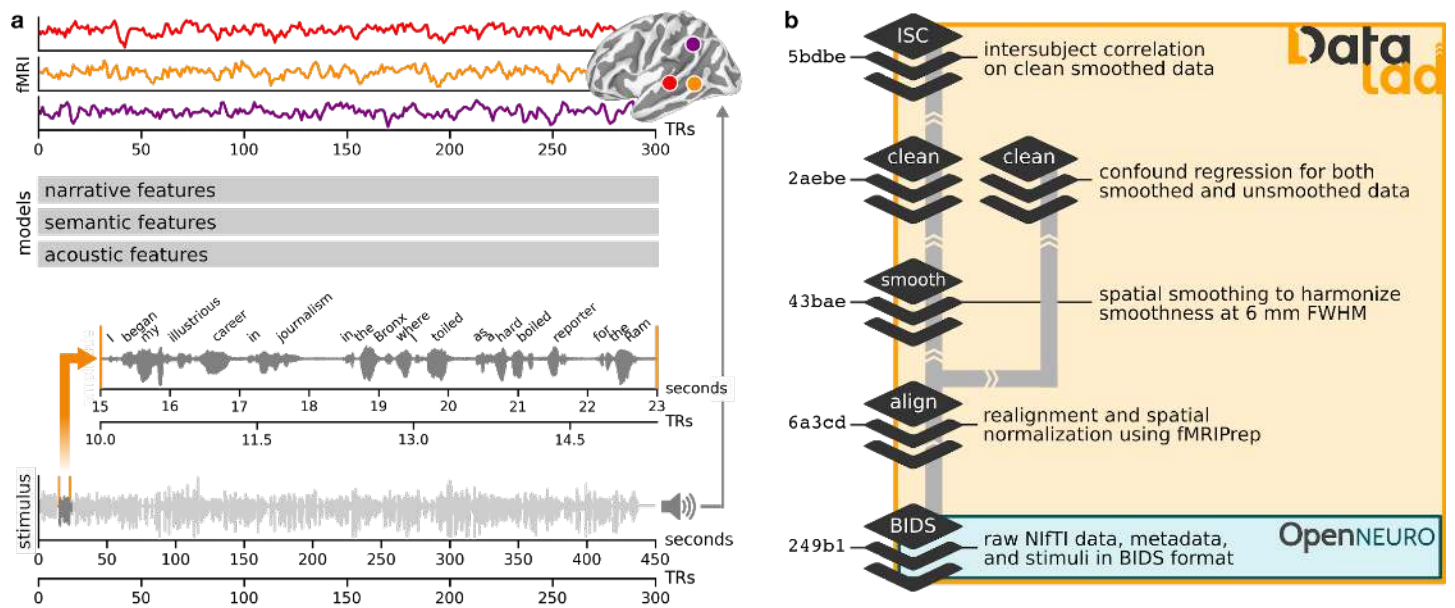 a
fMRI
TRs
0 50 100 150 200 250 300
models
narrative features
semantic features
acoustic features
I began my illustrious career in journalism in the Bronx where I toiled as a hard boiled reporter for the Ram
seconds
15 16 17 18 19 20 21 22 23
TRs
10.0 11.5 13.0 14.5
stimulus
seconds
0 50 100 150 200 250 300 350 400 450
TRs
0 50 100 150 200 250 300
b
DataLad
ISC
5bdbe
intersubject correlation
on clean smoothed data
clean
clean
2aebe
confound regression for both
smoothed and unsmoothed data
smooth
43bae
spatial smoothing to harmonize
smoothness at 6 mm FWHM
align
6a3cd
realignment and spatial
normalization using fMRIPrep
BIDS
249b1
raw NIfTI data, metadata,
and stimuli in BIDS format
OpenNEURO